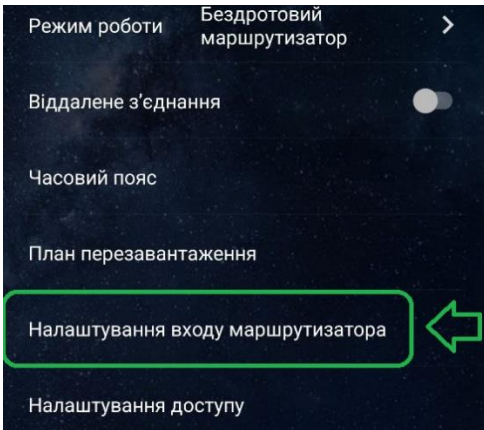 Режим роботи
Бездротовий
маршрутизатор
Віддалене з’єднання
Часовий пояс
План перезавантаження
Налаштування входу маршрутизатора
Налаштування доступу